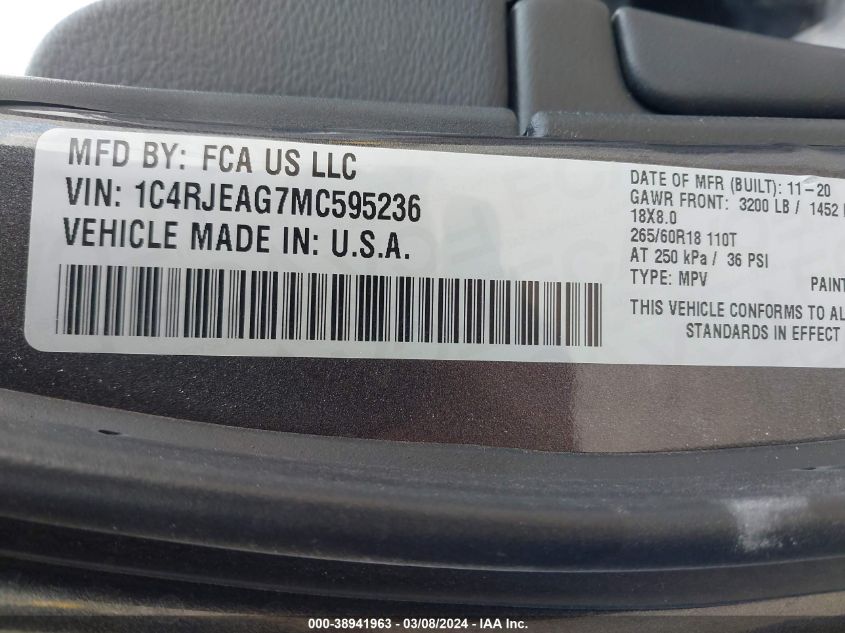 MFD BY: FCA US LLC
VIN: 1C4RJEAG7MC595236
VEHICLE MADE IN: U.S.A.
DATE OF MFR (BUILT): 11-20
GAWR FRONT: 3200 LB / 1452
18X8.0
265/60R18 110T
AT 250 kPa / 36 PSI
TYPE: MPV PAINT
THIS VEHICLE CONFORMS TO AL
STANDARDS IN EFFECT
000-38941963 - 03/08/2024 - IAA Inc.